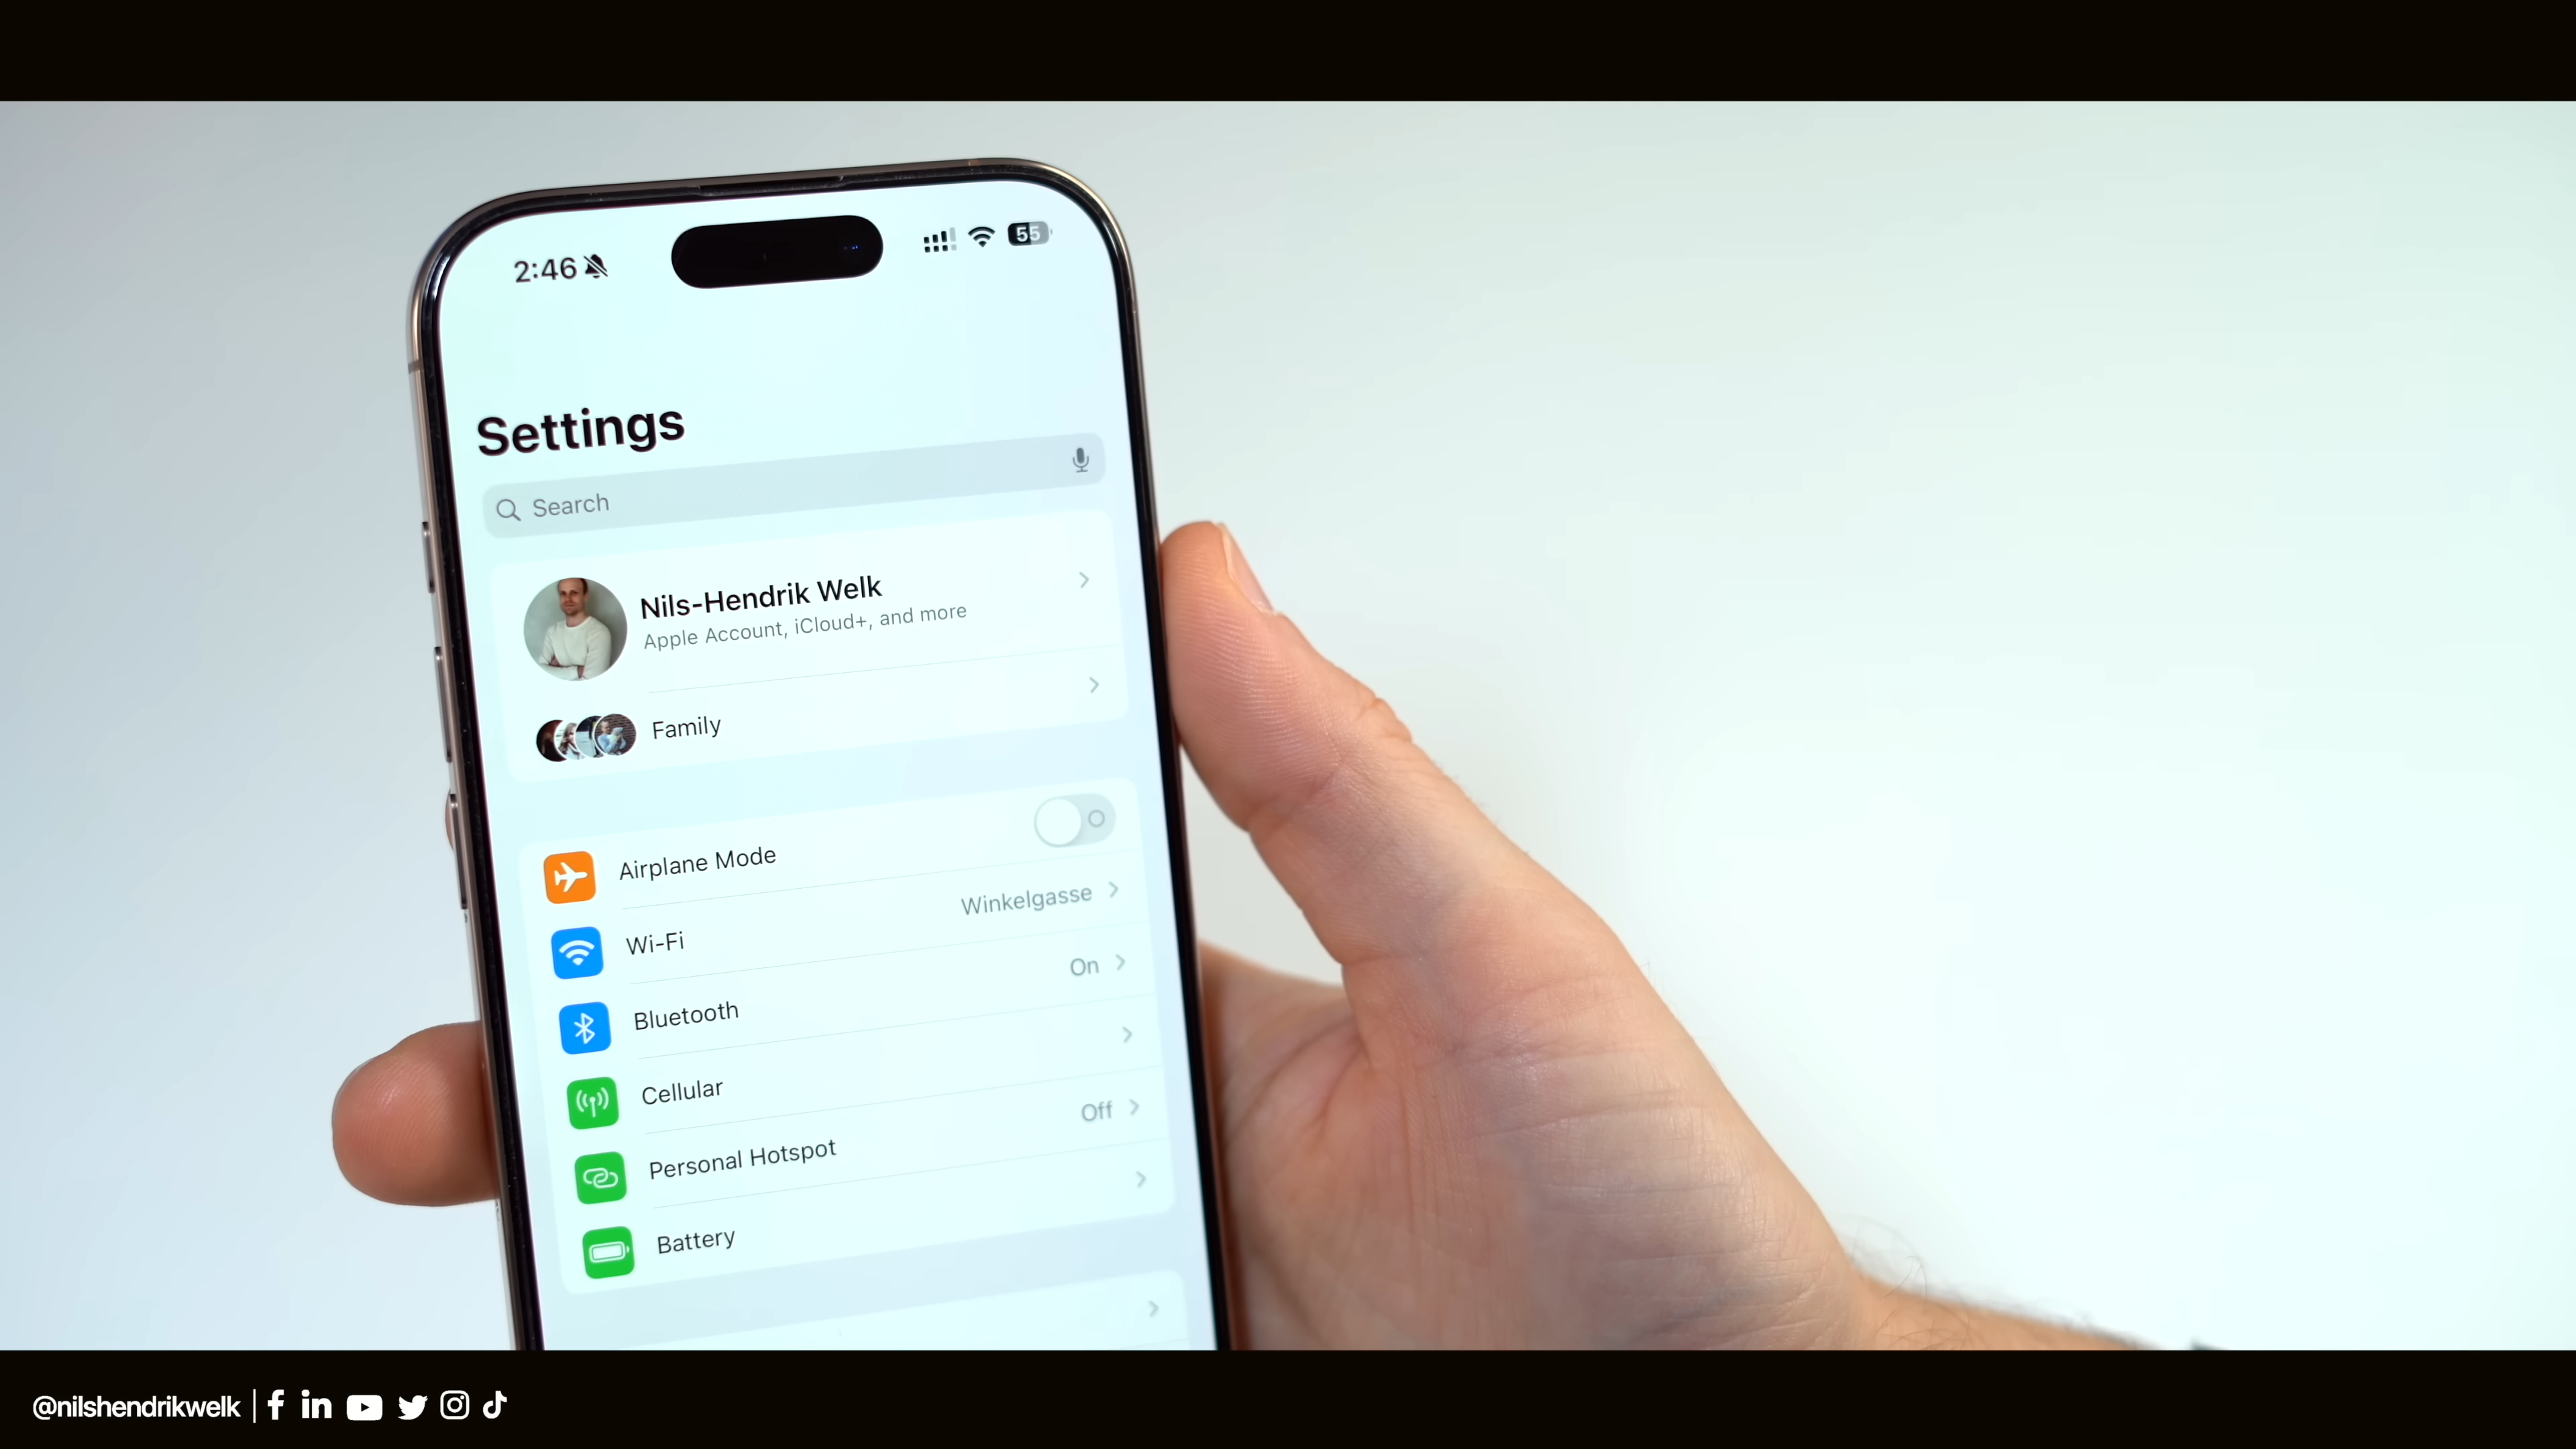 2:46
55
Settings
Search
Nils-Hendrik Welk
Apple Account, iCloud+, and more
Family
Airplane Mode
Wi-Fi Winkelgasse
Bluetooth On
Cellular
Personal Hotspot Off
Battery
@nilshendrikwelk